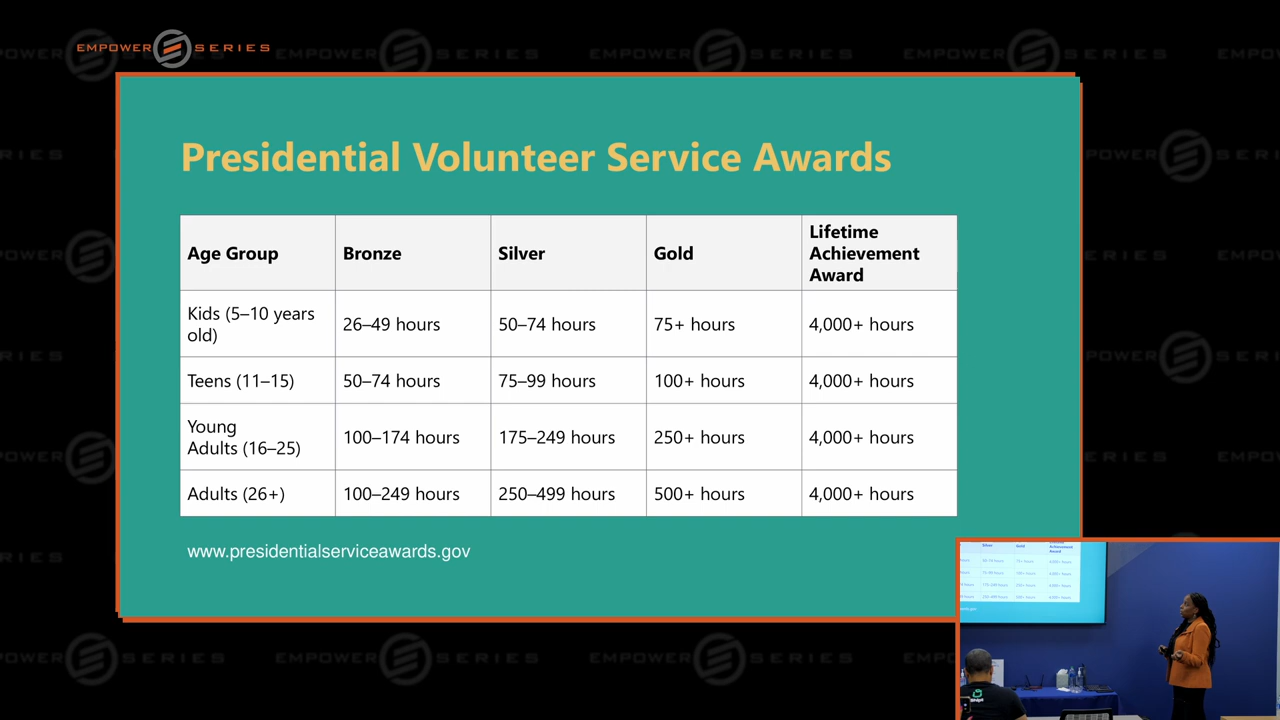 EMPOWER SERIES
Presidential Volunteer Service Awards
Age Group
Bronze
Silver
Gold
Lifetime
Achievement
Award
Kids (5–10 years
old)
26–49 hours
50–74 hours
75+ hours
4,000+ hours
Teens (11–15)
50–74 hours
75–99 hours
100+ hours
4,000+ hours
Young
Adults (16–25)
100–174 hours
175–249 hours
250+ hours
4,000+ hours
Adults (26+)
100–249 hours
250–499 hours
500+ hours
4,000+ hours
www.presidentialserviceawards.gov